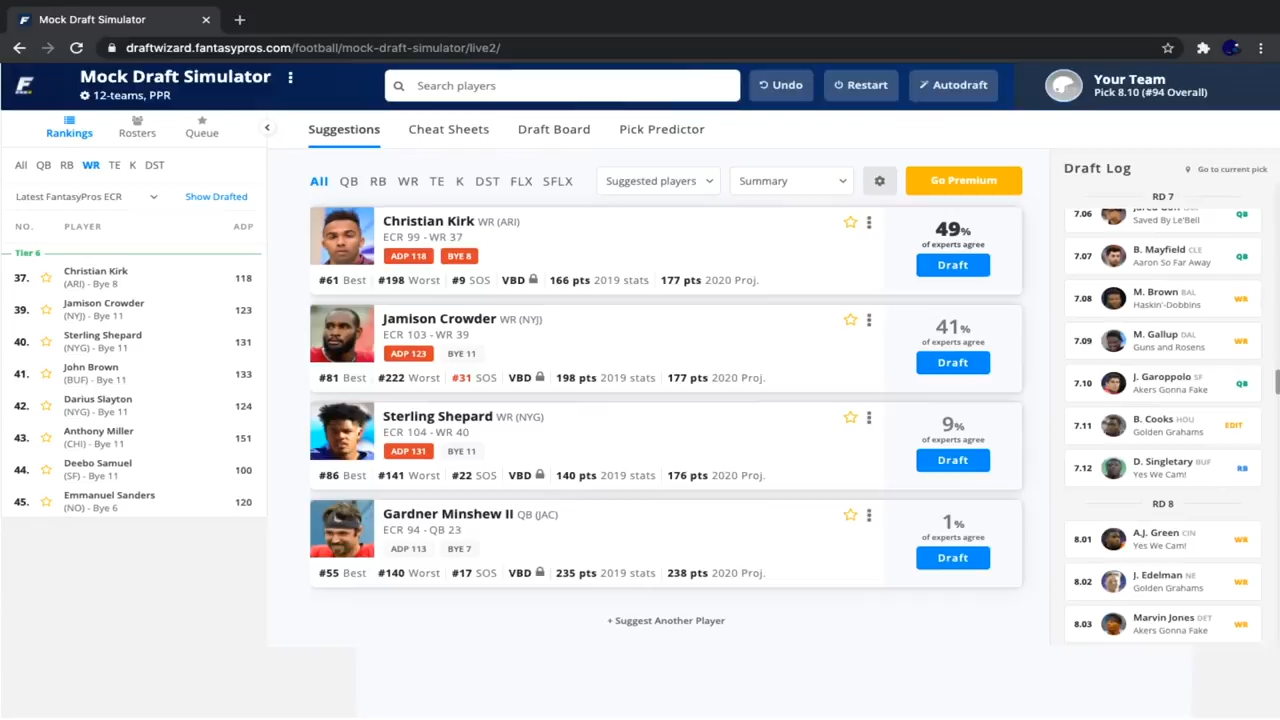 Mock Draft Simulator
draftwizard.fantasypros.com/football/mock-draft-simulator/live2/
Mock Draft Simulator
12-teams, PPR
Search players
Undo
Restart
Autodraft
Your Team
Pick 8.10 (#94 Overall)
Rankings
Rosters
Queue
All QB RB WR TE K DST
Latest FantasyPros ECR
Show Drafted
NO. PLAYER ADP
Tier 6
37. Christian Kirk
(ARI) - Bye 8
118
39. Jamison Crowder
(NYJ) - Bye 11
123
40. Sterling Shepard
(NYG) - Bye 11
131
41. John Brown
(BUF) - Bye 11
133
42. Darius Slayton
(NYG) - Bye 11
124
43. Anthony Miller
(CHI) - Bye 11
151
44. Deebo Samuel
(SF) - Bye 11
100
45. Emmanuel Sanders
(NO) - Bye 6
120
Suggestions
Cheat Sheets
Draft Board
Pick Predictor
All QB RB WR TE K DST FLX SFLX
Suggested players
Summary
Go Premium
Christian Kirk WR (ARI)
ECR 99 - WR 37
ADP 118 BYE 8
#61 Best #198 Worst #9 SOS VBD 166 pts 2019 stats 177 pts 2020 Proj.
49%
of experts agree
Draft
Jamison Crowder WR (NYJ)
ECR 103 - WR 39
ADP 123 BYE 11
#81 Best #222 Worst #31 SOS VBD 198 pts 2019 stats 177 pts 2020 Proj.
41%
of experts agree
Draft
Sterling Shepard WR (NYG)
ECR 104 - WR 40
ADP 131 BYE 11
#86 Best #141 Worst #22 SOS VBD 140 pts 2019 stats 176 pts 2020 Proj.
9%
of experts agree
Draft
Gardner Minshew II QB (JAC)
ECR 94 - QB 23
ADP 113 BYE 7
#55 Best #140 Worst #17 SOS VBD 235 pts 2019 stats 238 pts 2020 Proj.
1%
of experts agree
Draft
+ Suggest Another Player
Draft Log
Go to current pick
RD 7
7.06
Saved By Le'Bell
QB
7.07 B. Mayfield CLE
Aaron So Far Away
QB
7.08 M. Brown BAL
Haskin'-Dobbins
WR
7.09 M. Gallup DAL
Guns and Rosens
WR
7.10 J. Garoppolo SF
Akers Gonna Fake
QB
7.11 B. Cooks HOU
Golden Grahams
EDIT
7.12 D. Singletary BUF
Yes We Cam!
RB
RD 8
8.01 A.J. Green CIN
Yes We Cam!
WR
8.02 J. Edelman NE
Golden Grahams
WR
8.03 Marvin Jones DET
Akers Gonna Fake
WR